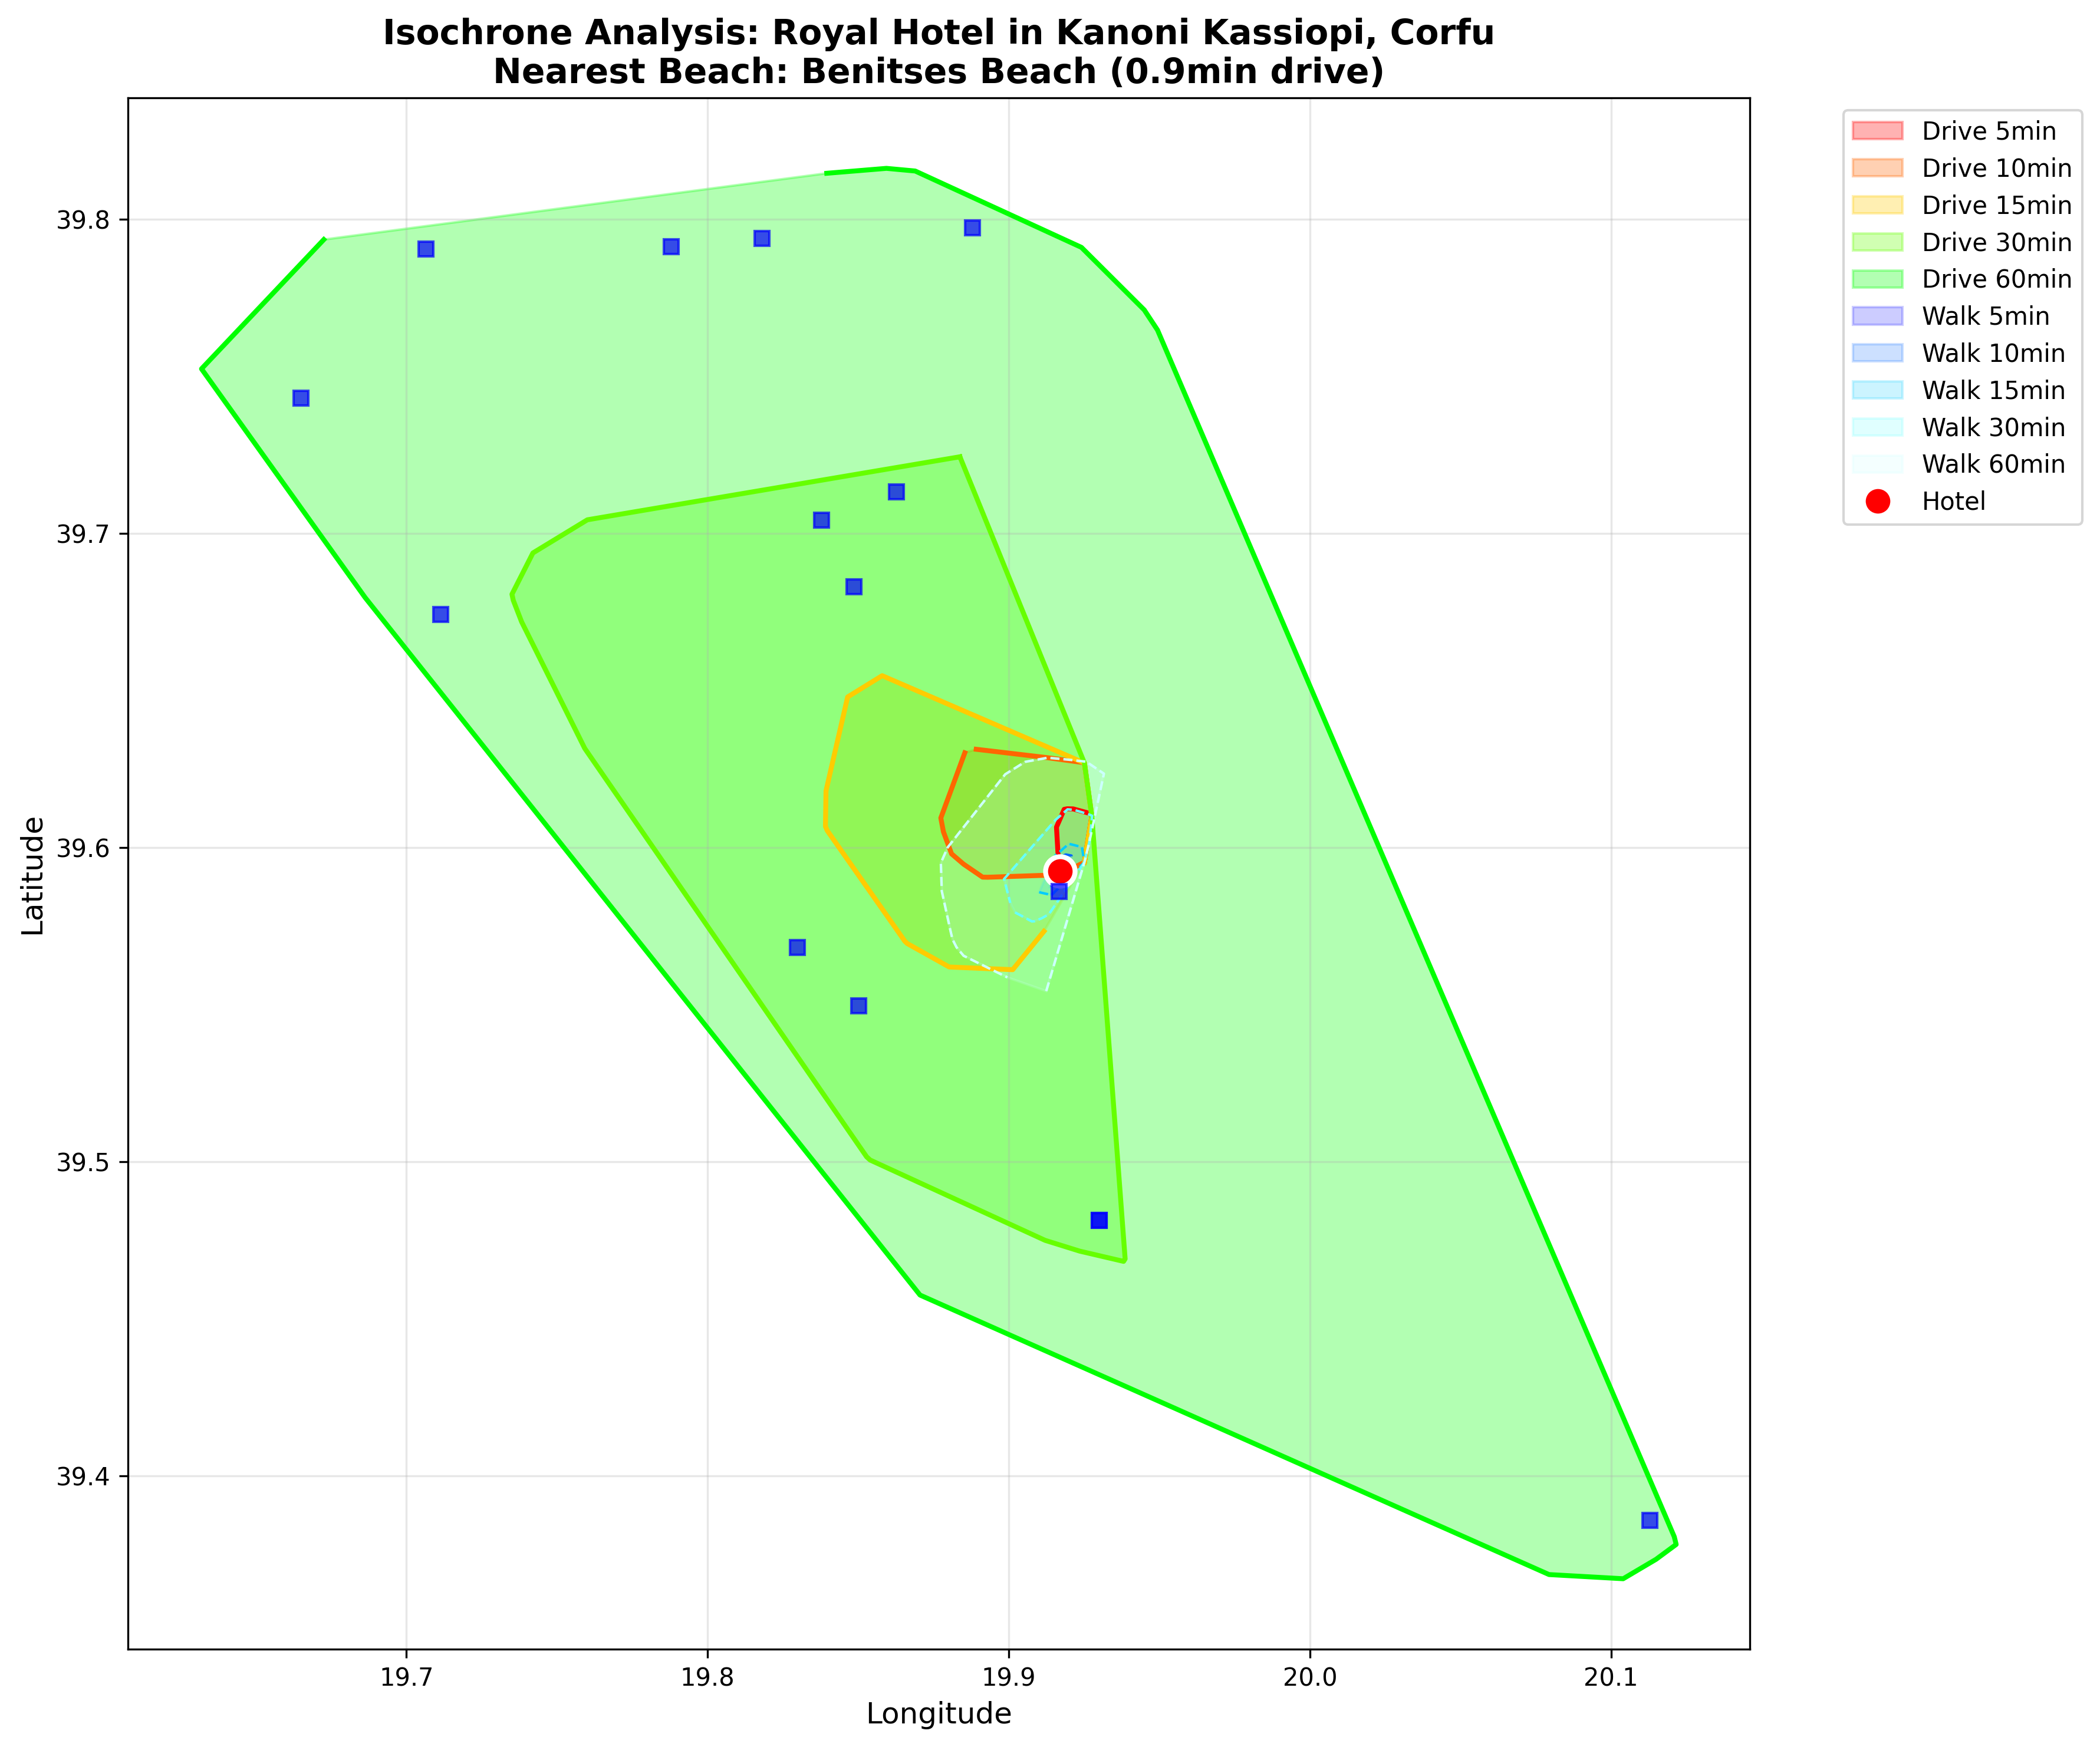 Isochrone Analysis: Royal Hotel in Kanoni Kassiopi, Corfu
Nearest Beach: Benitses Beach (0.9min drive)
Drive 5min
Drive 10min
Drive 15min
Drive 30min
Drive 60min
Walk 5min
Walk 10min
Walk 15min
Walk 30min
Walk 60min
Hotel
Latitude
39.8
39.7
39.6
39.5
39.4
19.7
19.8
19.9
20.0
20.1
Longitude